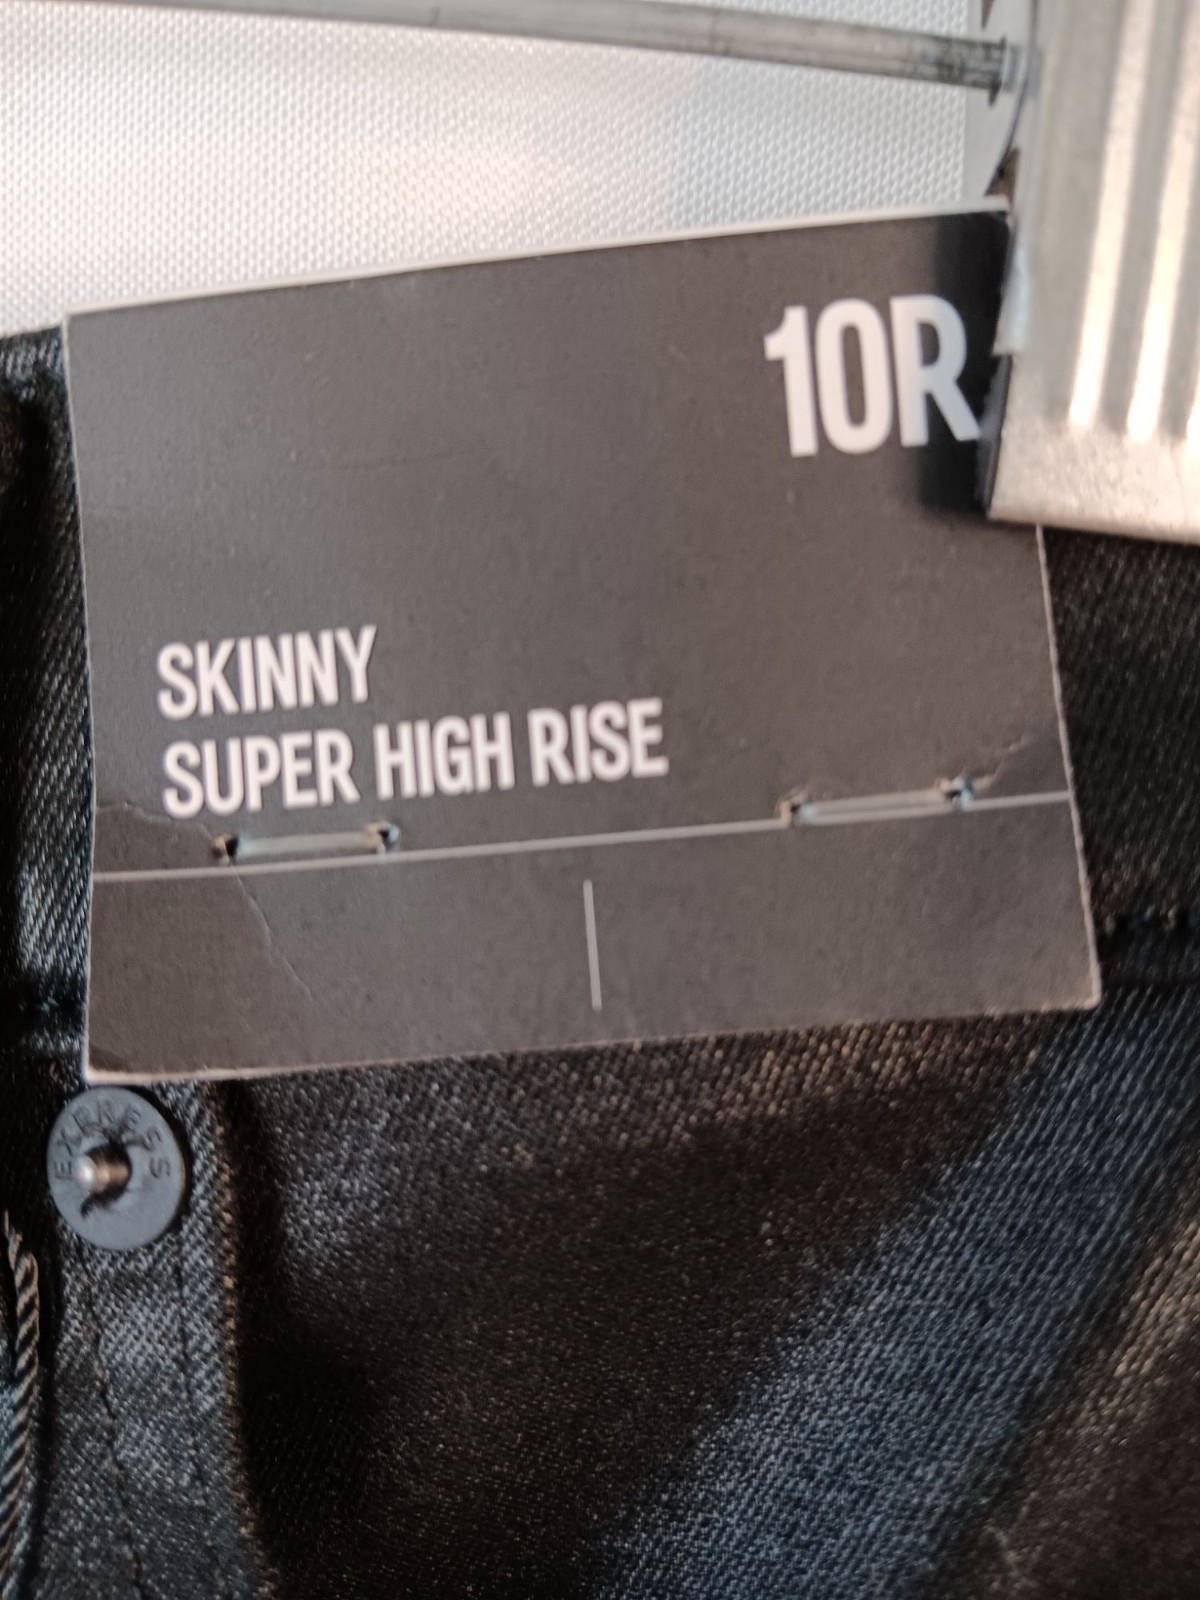 10R
SKINNY
SUPER HIGH RISE
EXPRESS